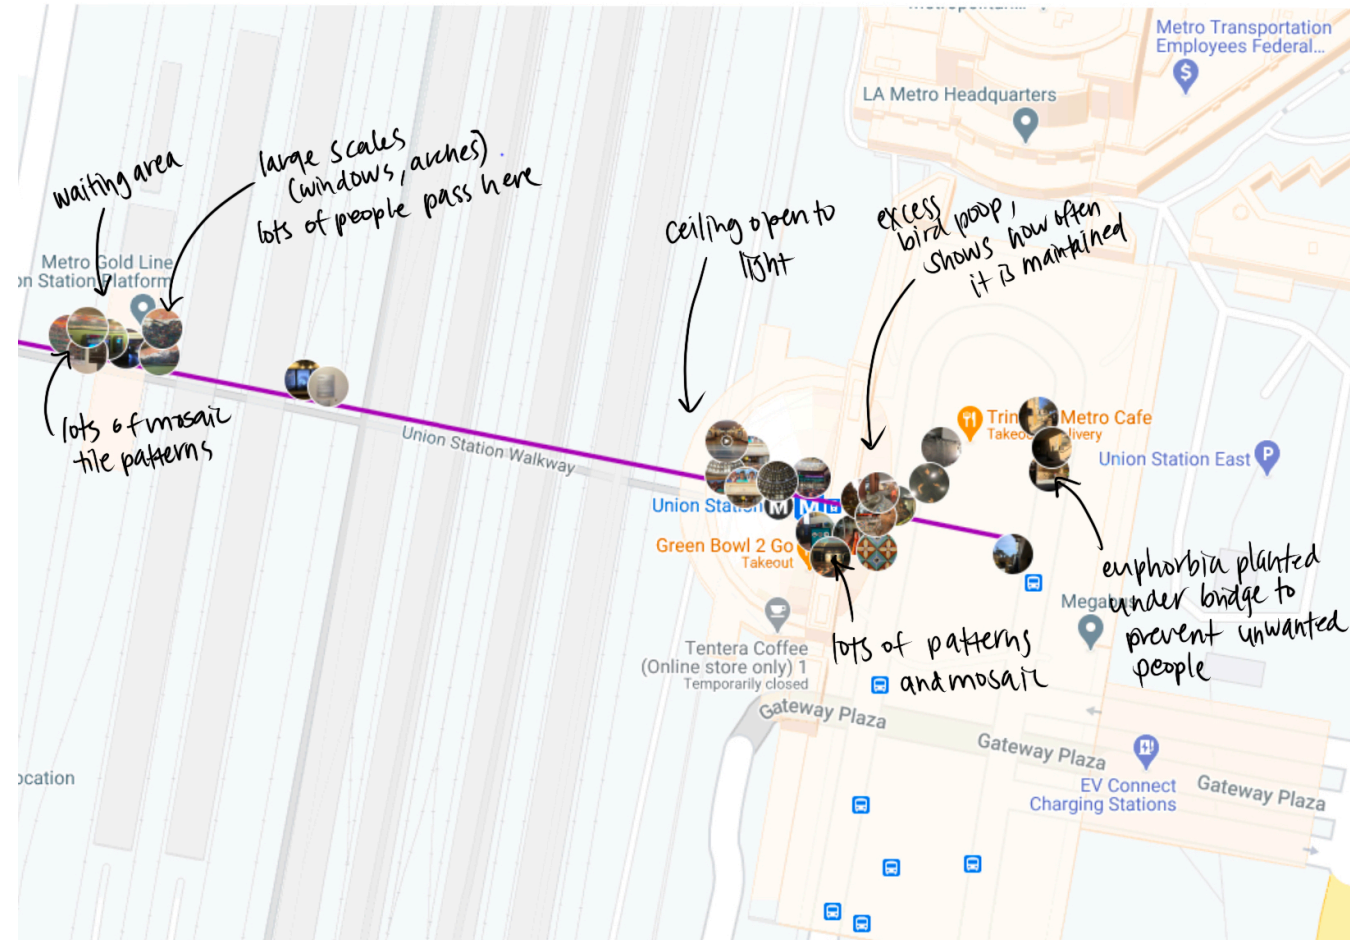 Metro Transportation
Employees Federal...
LA Metro Headquarters
waiting area
large scales
(windows, arches)
lots of people pass here
Metro Gold Line
on Station Platform
ceiling open to
light
excess
bird poop,
shows how often
it is maintained
lots of mosaic
tile patterns
Union Station Walkway
Metro Cafe
Union Station East
P
Union Station
M
M
Green Bowl 2 Go
Takeout
Megabus
euphorbia planted
under bridge to
prevent unwanted
people
Tentera Coffee
(Online store only) 1
Temporarily closed
lots of patterns
and mosaic
Gateway Plaza
Gateway Plaza
Gateway Plaza
EV Connect
Charging Stations
ocation